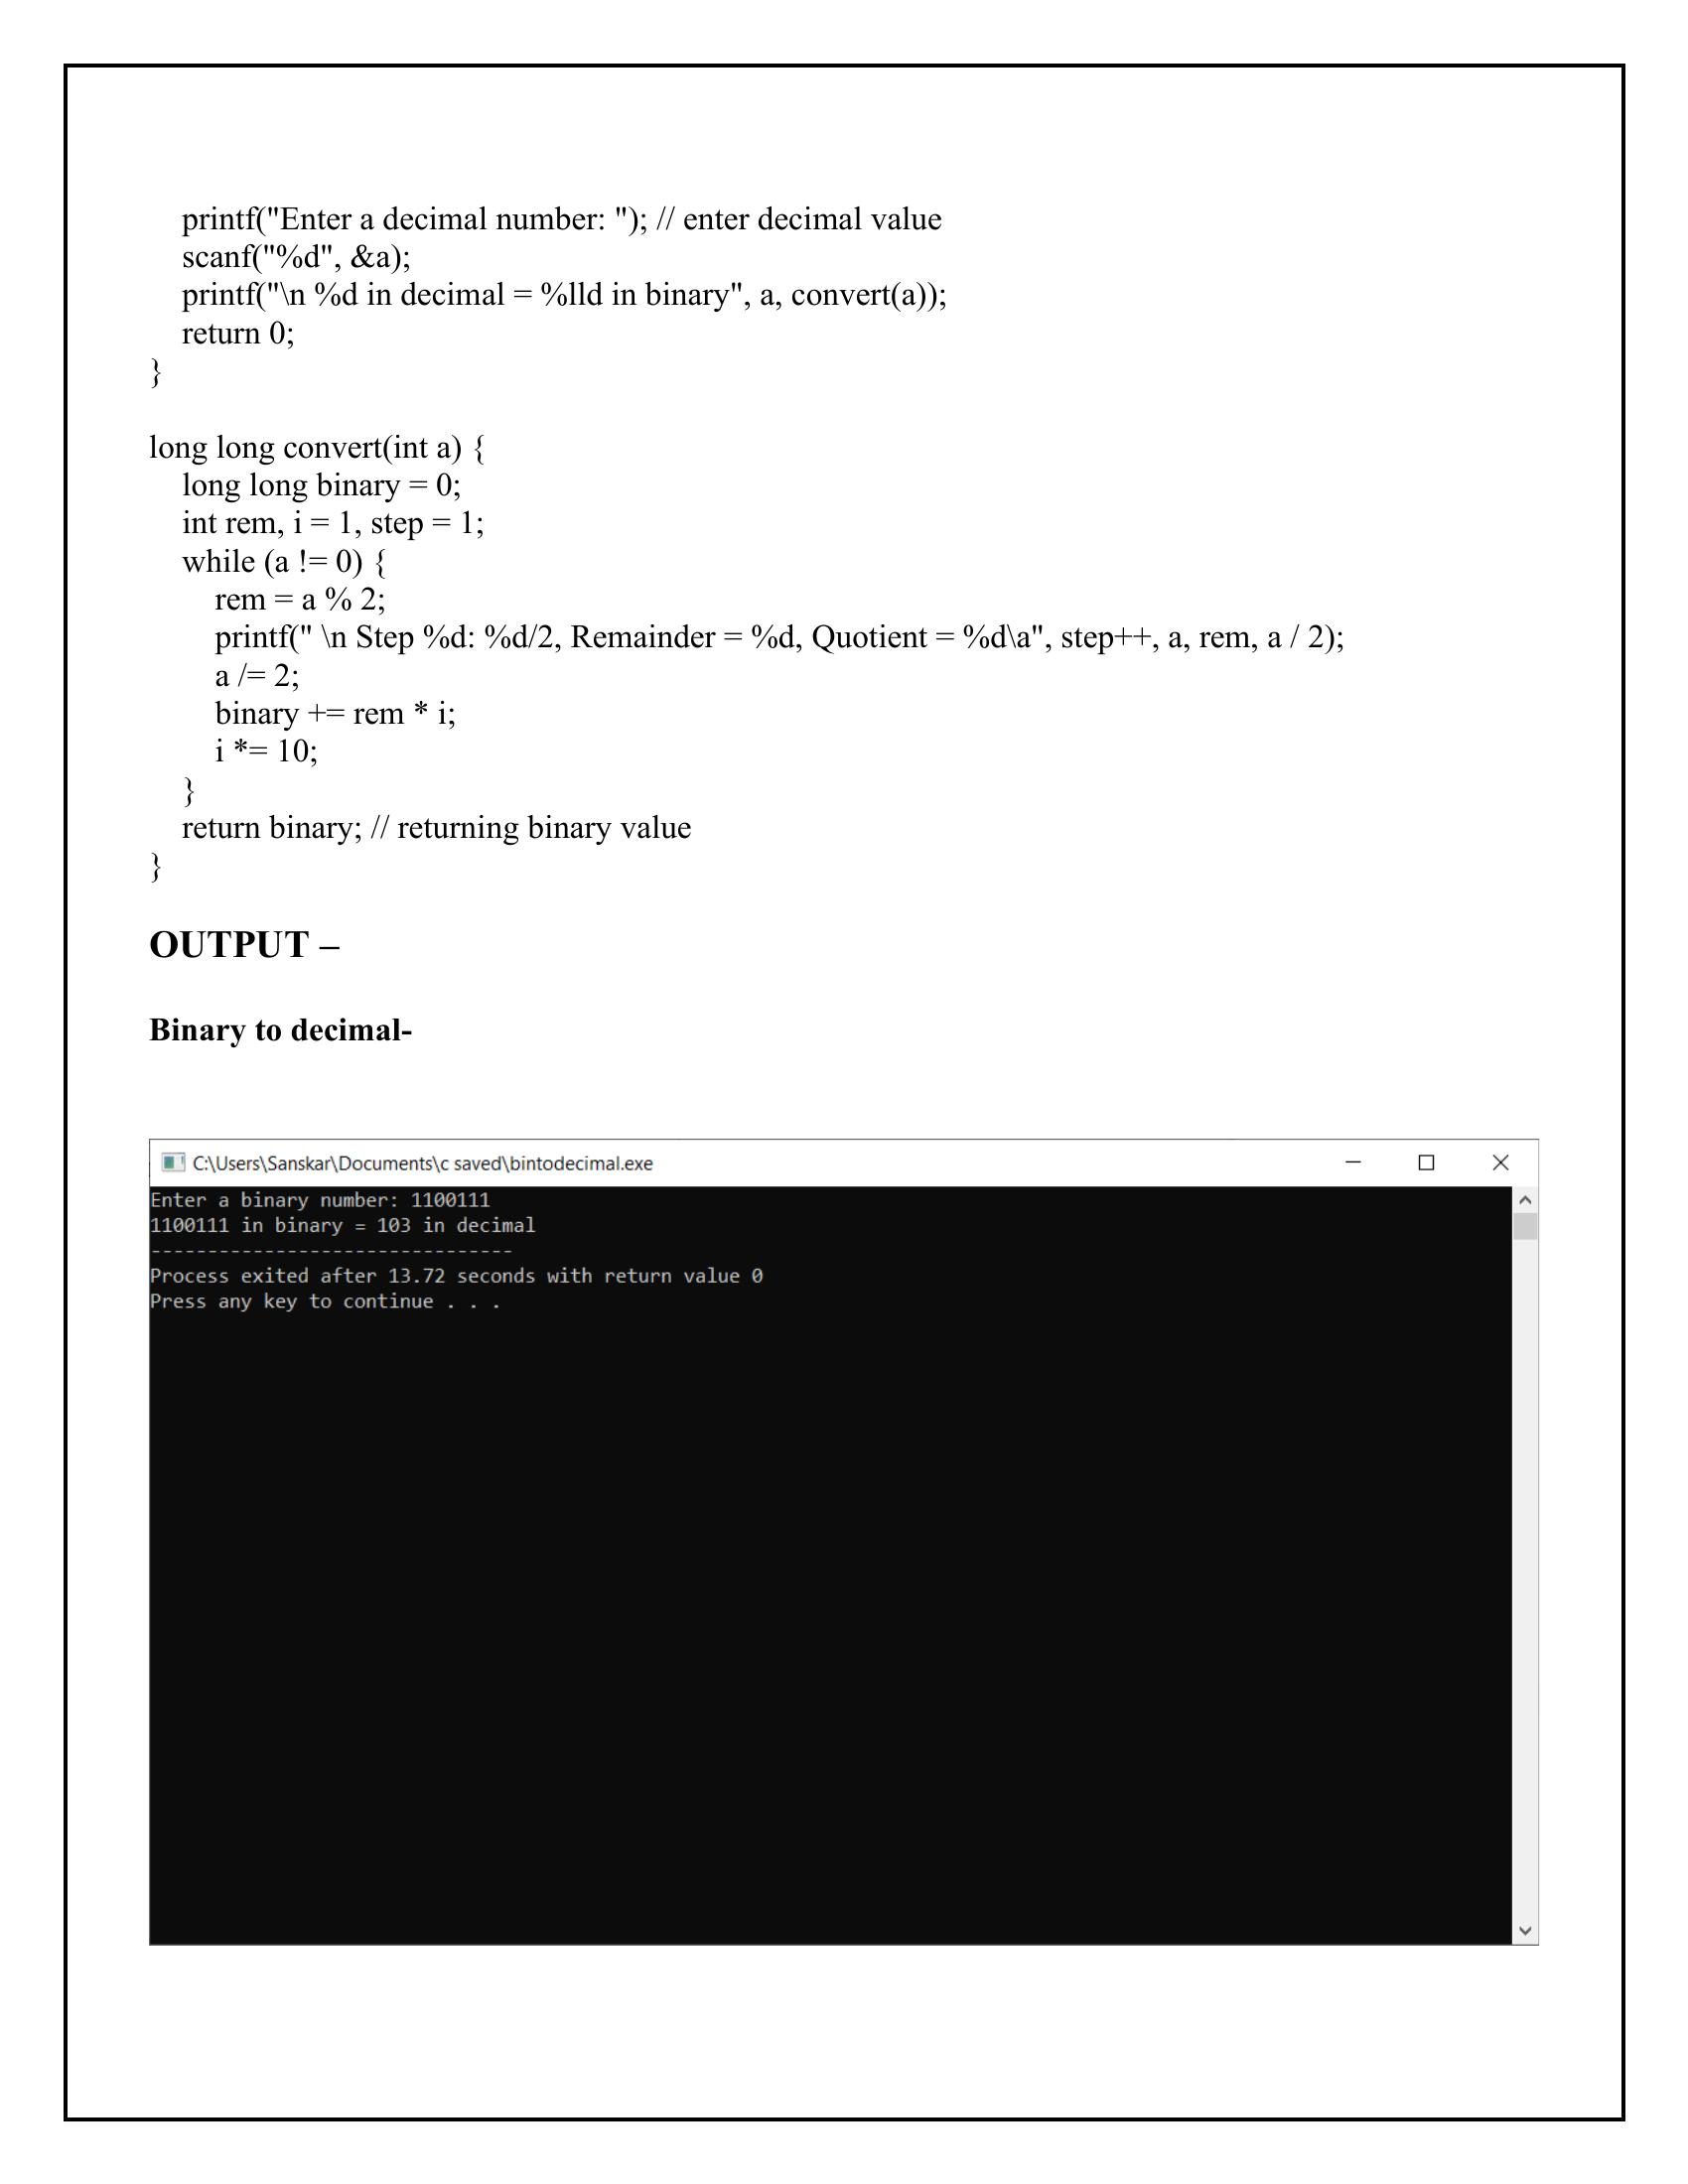 printf("Enter a decimal number: "); // enter decimal value
scanf("%d", &a);
printf("\n %d in decimal = %lld in binary", a, convert(a));
return 0;
}
long long convert(int a) {
long long binary = 0;
int rem, i = 1, step = 1;
while (a != 0) {
rem = a % 2;
printf(" \n Step %d: %d/2, Remainder = %d, Quotient = %d\a", step++, a, rem, a / 2);
a /= 2;
binary += rem * i;
i *= 10;
}
return binary; // returning binary value
}
OUTPUT –
Binary to decimal-
C:\Users\Sanskar\Documents\c saved\bintodecimal.exe
Enter a binary number: 1100111
1100111 in binary = 103 in decimal
--------------------------------
Process exited after 13.72 seconds with return value 0
Press any key to continue . . .